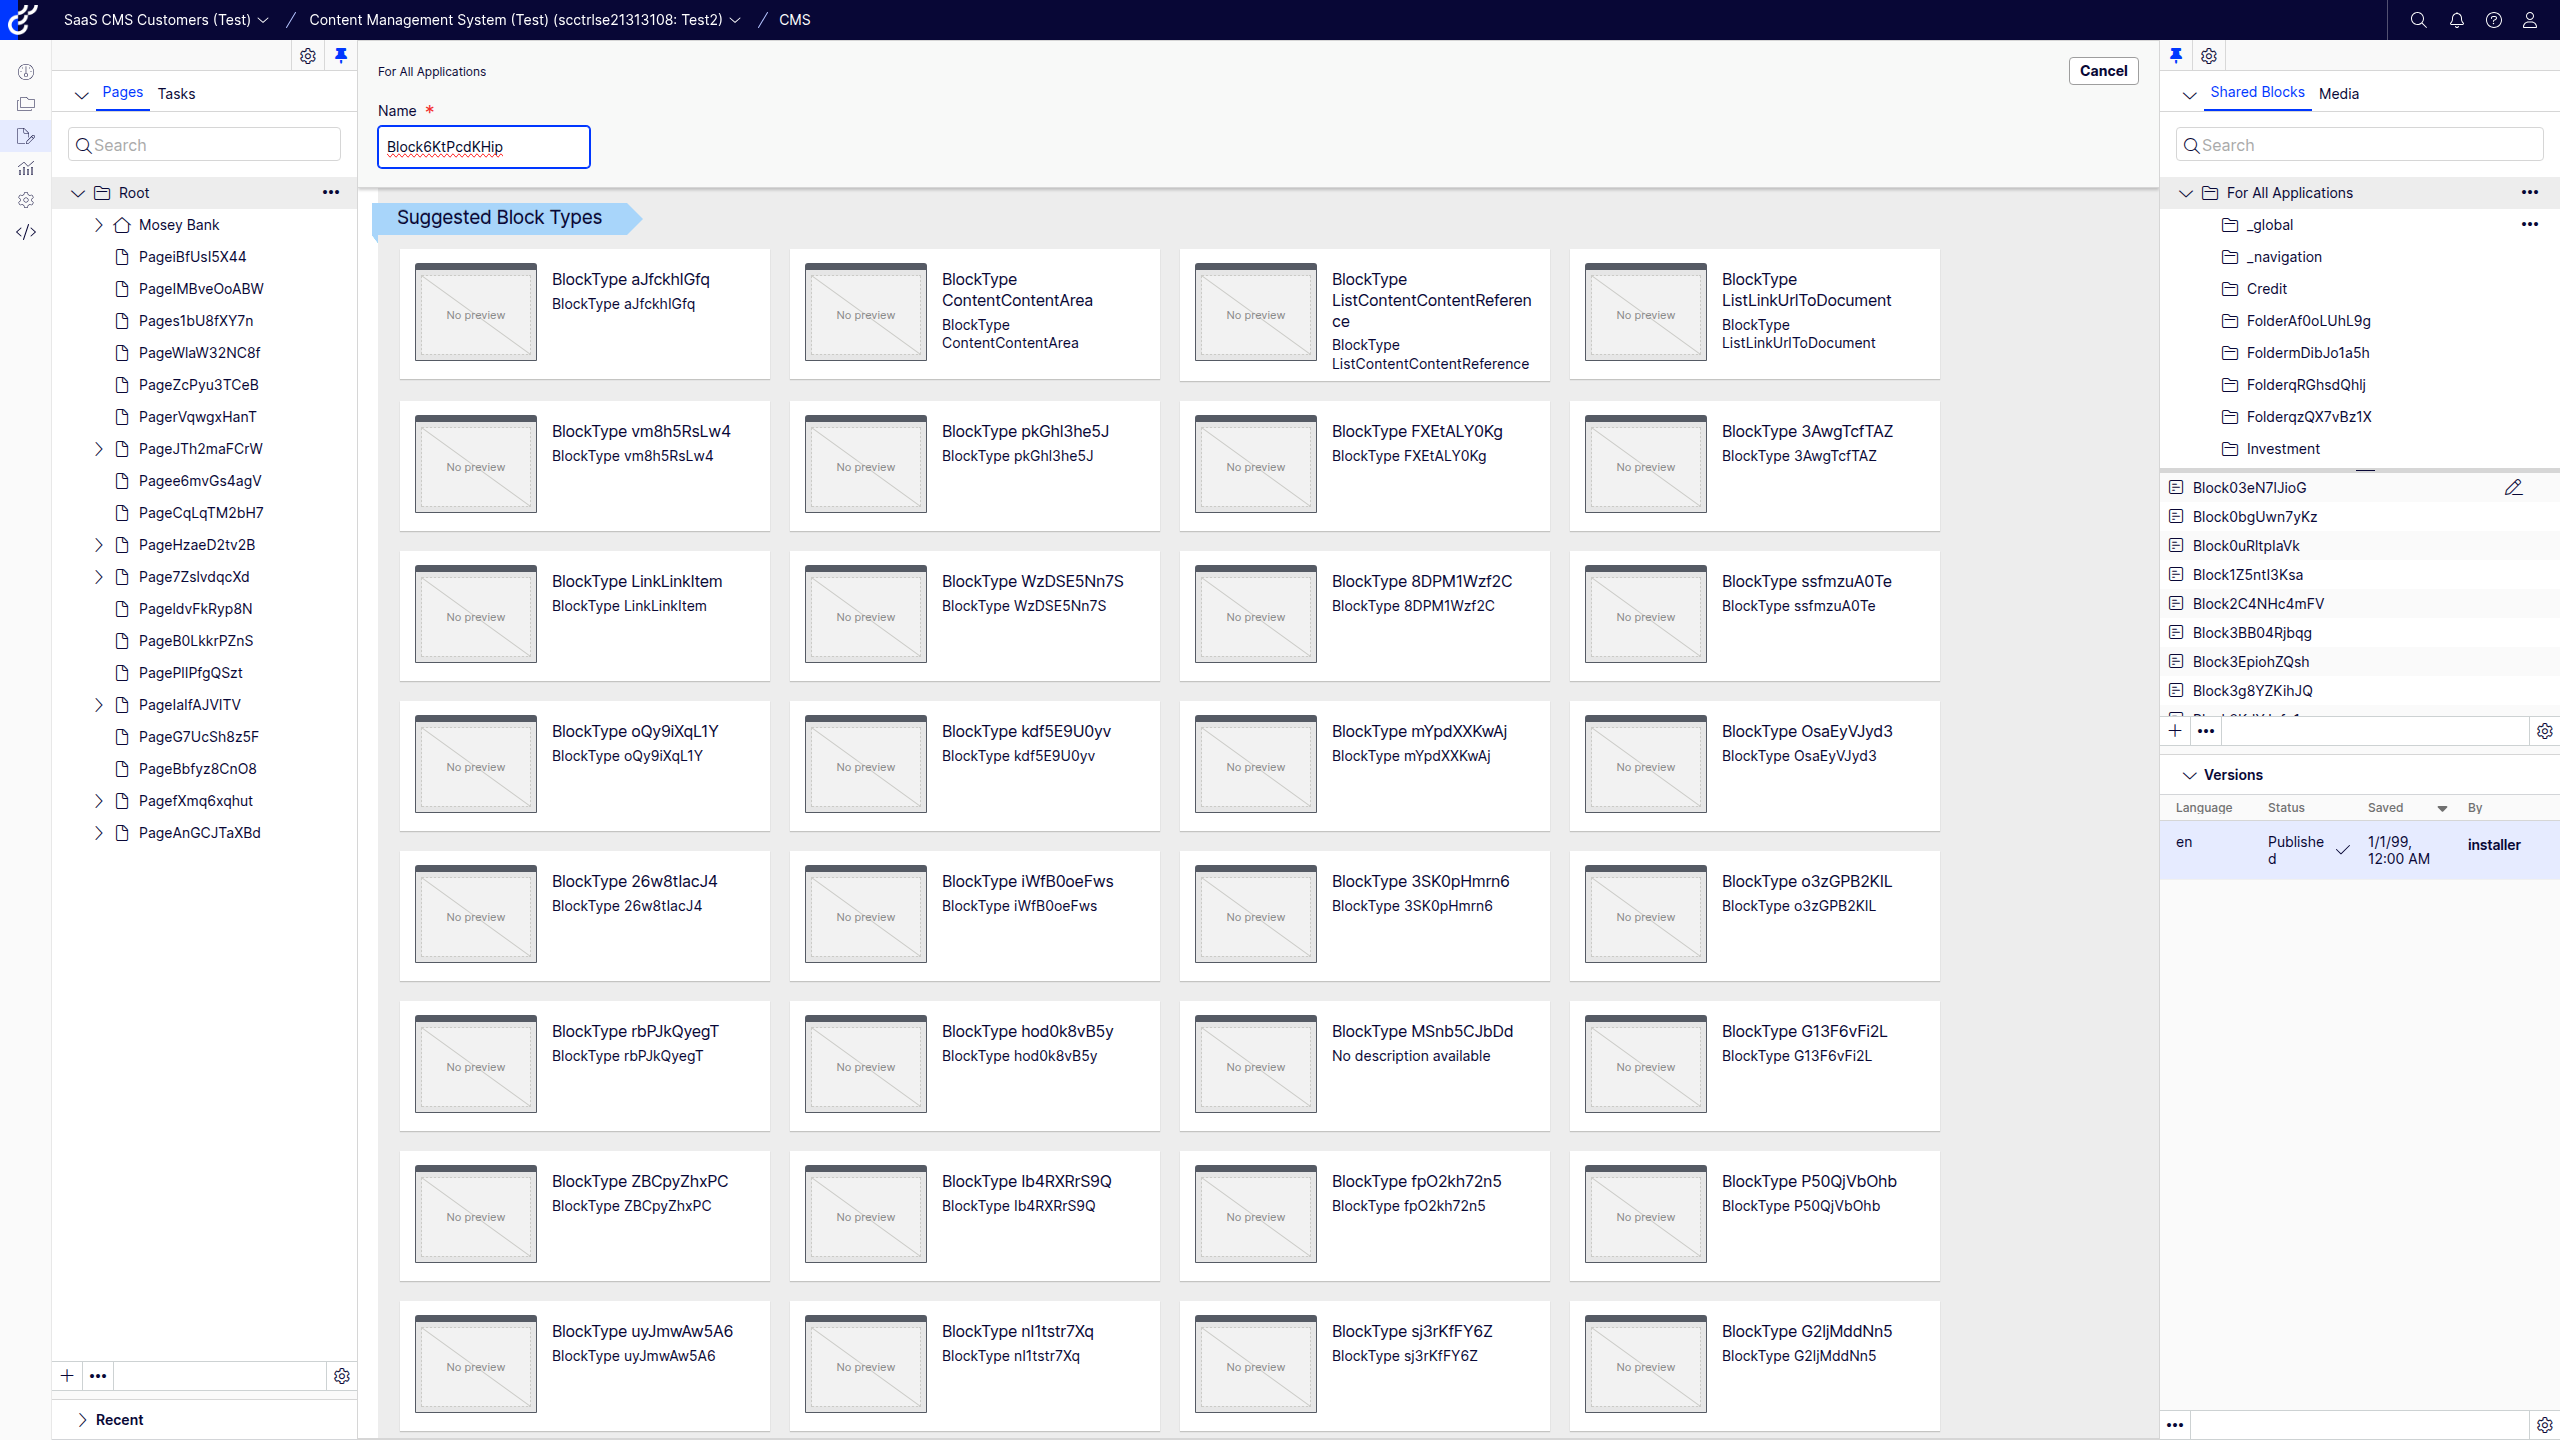 SaaS CMS Customers (Test) / Content Management System (Test) (scctrlse21313108: Test2) / CMS
Pages Tasks
Search
Root
Mosey Bank
PageiBfUsI5X44
PageIMBveOoABW
Pages1bU8fXY7n
PageWlaW32NC8f
PageZcPyu3TCeB
PagerVqwgxHanT
PageJTh2maFCrW
Pagee6mvGs4agV
PageCqLqTM2bH7
PageHzaeD2tv2B
Page7ZslvdqcXd
PageldvFkRyp8N
PageB0LkkrPZnS
PagePIIPfgQSzt
PagelaIfAJVITV
PageG7UcSh8z5F
PageBbfyz8CnO8
PagefXmq6xqhut
PageAnGCJTaXBd
Recent
For All Applications
Cancel
Name *
Block6KtPcdKHip
Suggested Block Types
No preview
BlockType aJfckhlGfq
BlockType aJfckhlGfq
No preview
BlockType
ContentContentArea
BlockType
ContentContentArea
No preview
BlockType
ListContentContentReferen
ce
BlockType
ListContentContentReference
No preview
BlockType
ListLinkUrlToDocument
BlockType
ListLinkUrlToDocument
No preview
BlockType vm8h5RsLw4
BlockType vm8h5RsLw4
No preview
BlockType pkGhl3he5J
BlockType pkGhl3he5J
No preview
BlockType FXEtALY0Kg
BlockType FXEtALY0Kg
No preview
BlockType 3AwgTcfTAZ
BlockType 3AwgTcfTAZ
No preview
BlockType LinkLinkItem
BlockType LinkLinkItem
No preview
BlockType WzDSE5Nn7S
BlockType WzDSE5Nn7S
No preview
BlockType 8DPM1Wzf2C
BlockType 8DPM1Wzf2C
No preview
BlockType ssfmzuA0Te
BlockType ssfmzuA0Te
No preview
BlockType oQy9iXqL1Y
BlockType oQy9iXqL1Y
No preview
BlockType kdf5E9U0yv
BlockType kdf5E9U0yv
No preview
BlockType mYpdXXKwAj
BlockType mYpdXXKwAj
No preview
BlockType OsaEyVJyd3
BlockType OsaEyVJyd3
No preview
BlockType 26w8tIacJ4
BlockType 26w8tIacJ4
No preview
BlockType iWfB0oeFws
BlockType iWfB0oeFws
No preview
BlockType 3SK0pHmrn6
BlockType 3SK0pHmrn6
No preview
BlockType o3zGPB2KlL
BlockType o3zGPB2KlL
No preview
BlockType rbPJkQyegT
BlockType rbPJkQyegT
No preview
BlockType hod0k8vB5y
BlockType hod0k8vB5y
No preview
BlockType MSnb5CJbDd
No description available
No preview
BlockType G13F6vFi2L
BlockType G13F6vFi2L
No preview
BlockType ZBCpyZhxPC
BlockType ZBCpyZhxPC
No preview
BlockType Ib4RXRrS9Q
BlockType Ib4RXRrS9Q
No preview
BlockType fpO2kh72n5
BlockType fpO2kh72n5
No preview
BlockType P50QjVbOhb
BlockType P50QjVbOhb
No preview
BlockType uyJmwAw5A6
BlockType uyJmwAw5A6
No preview
BlockType nI1tstr7Xq
BlockType nI1tstr7Xq
No preview
BlockType sj3rKfFY6Z
BlockType sj3rKfFY6Z
No preview
BlockType G2ljMddNn5
BlockType G2ljMddNn5
Shared Blocks Media
Search
For All Applications
_global
_navigation
Credit
FolderAf0oLUhL9g
FoldermDibJo1a5h
FolderqRGhsdQhlj
FolderqzQX7vBz1X
Investment
Block03eN7lJioG
Block0bgUwn7yKz
Block0uRltplaVk
Block1Z5ntI3Ksa
Block2C4NHc4mFV
Block3BB04Rjbqg
Block3EpiohZQsh
Block3g8YZKihJQ
Versions
Language Status Saved By
en Publishe
d 1/1/99,
12:00 AM installer